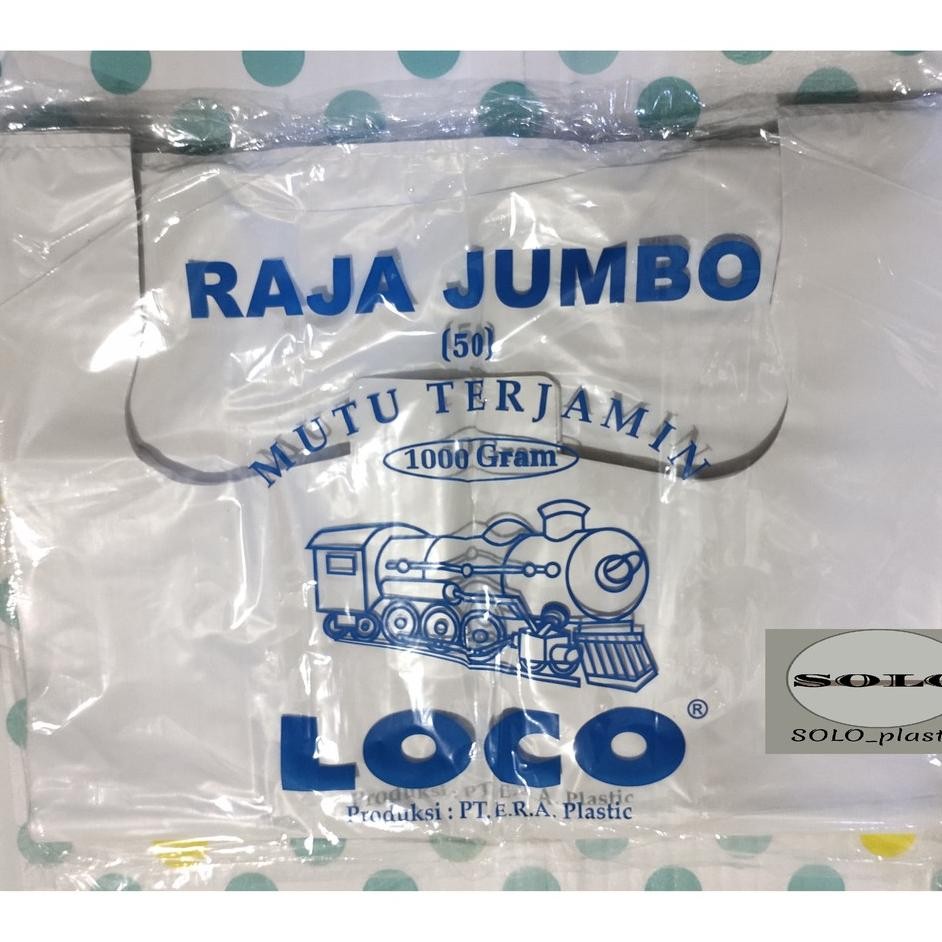 RAJA JUMBO
(50)
MUTU TERJAMIN
1000 Gram
LOCO®
Produksi : PT.E.R.A. Plastic
SOLO
SOLO_plast